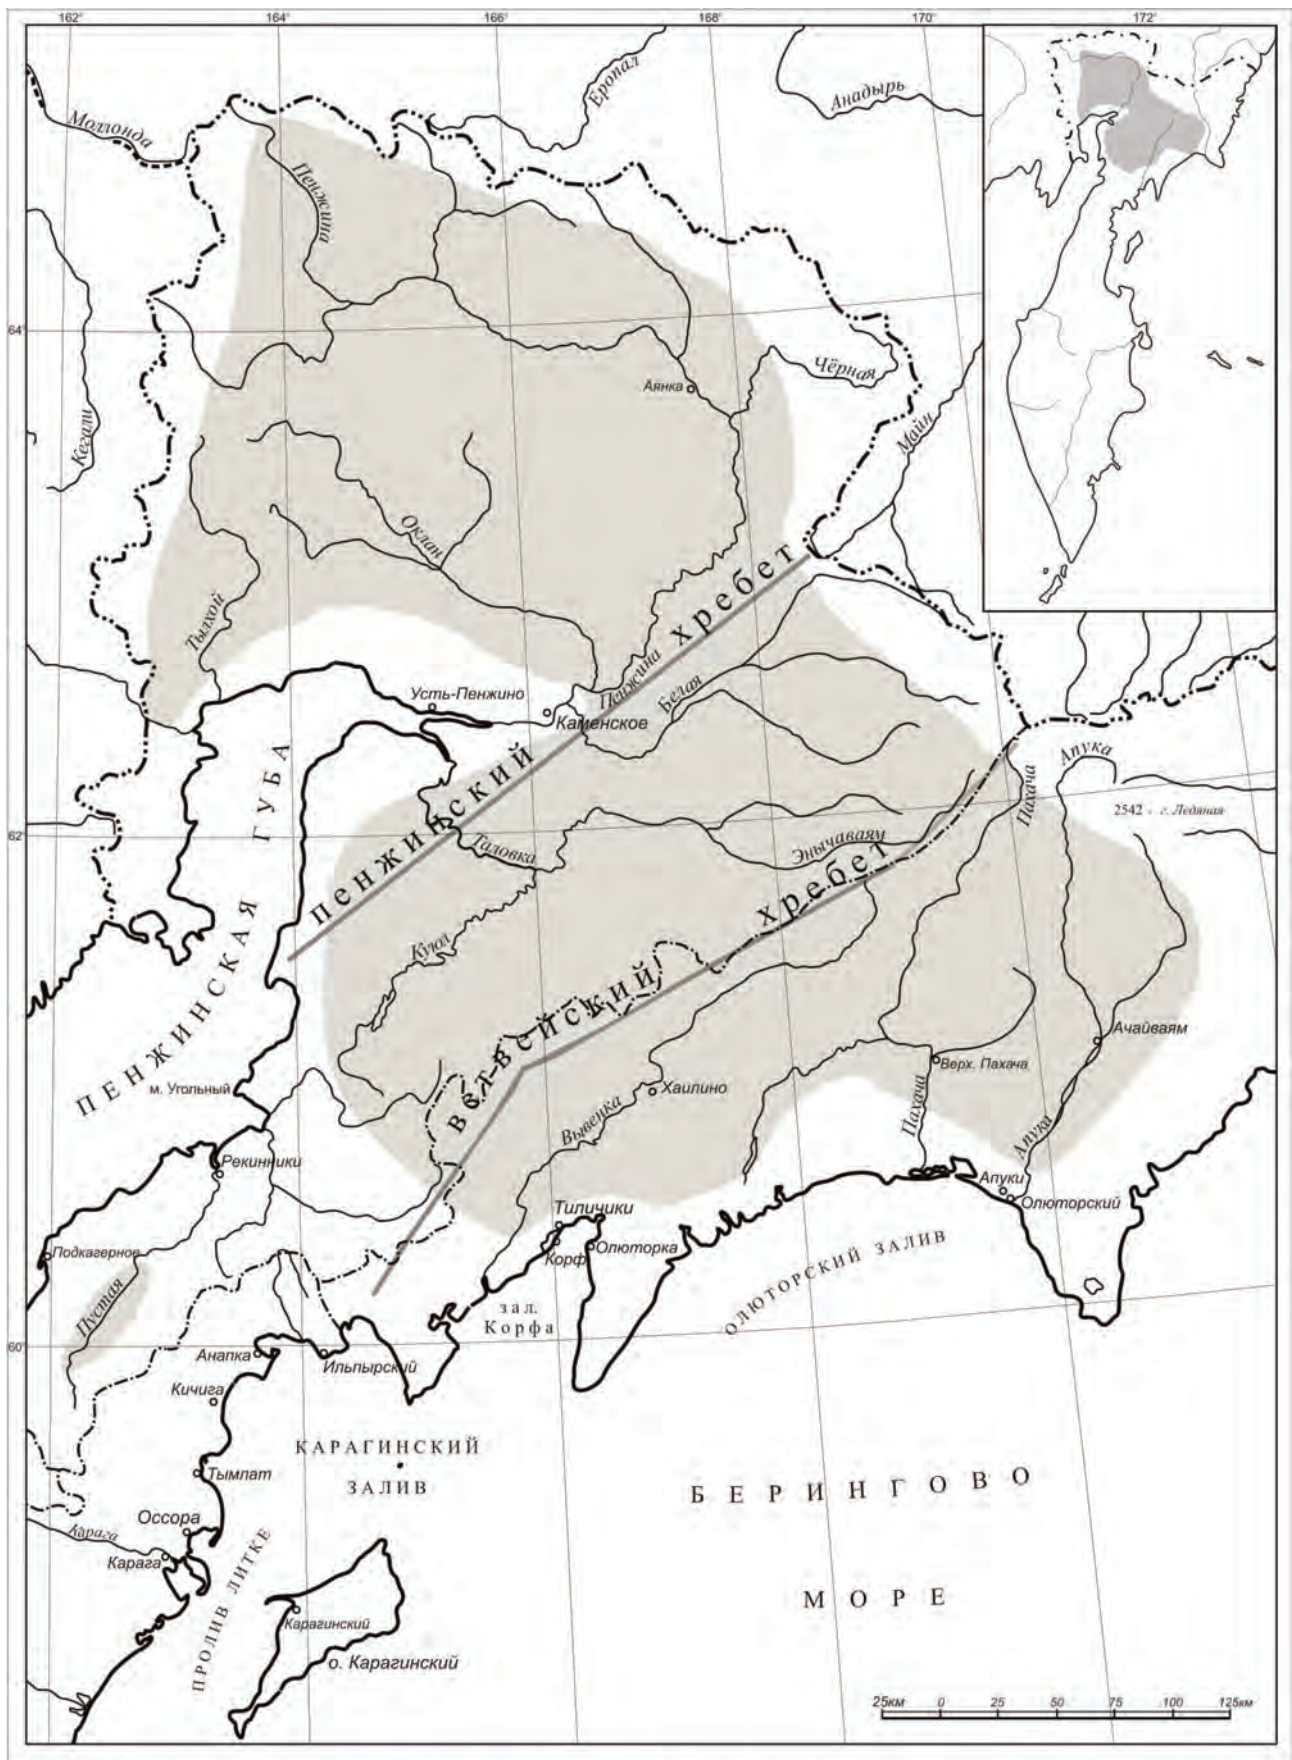 162° 164° 166° 168° 170° 172°
Моллонда
Еропал
Анадырь
Пенжина
64
Аянка
Чёрная
Кегали
Майн
Оклан
Тылхой
ХРЕБЕТ
Пенжина
Белая
Усть-Пенжино
Каменское
ПЕНЖИНСКИЙ
Апука
Пахача
2542 г. Ледяная
62
Таловка
Энычаваям
ХРЕБЕТ
ПЕНЖИНСКАЯ ГУБА
Куюл
ВЕТВЕЙСКИЙ
Ачайваям
Верх. Пахача
м. Угольный
Хаилино
Вывенка
Пахача
Апука
Рекинники
Апуки
Олюторский
Тиличики
Корф
Олюторка
Подкагерное
Пустая
ОЛЮТОРСКИЙ ЗАЛИВ
зал.
Корфа
60°
Анапка
Ильпырский
Кичига
КАРАГИНСКИЙ
ЗАЛИВ
Тымлат
БЕРИНГОВО
МОРЕ
Оссора
Карага
Карага
ПРОЛИВ ЛИТКЕ
Карагинский
о. Карагинский
25км 0 25 50 75 100 125км